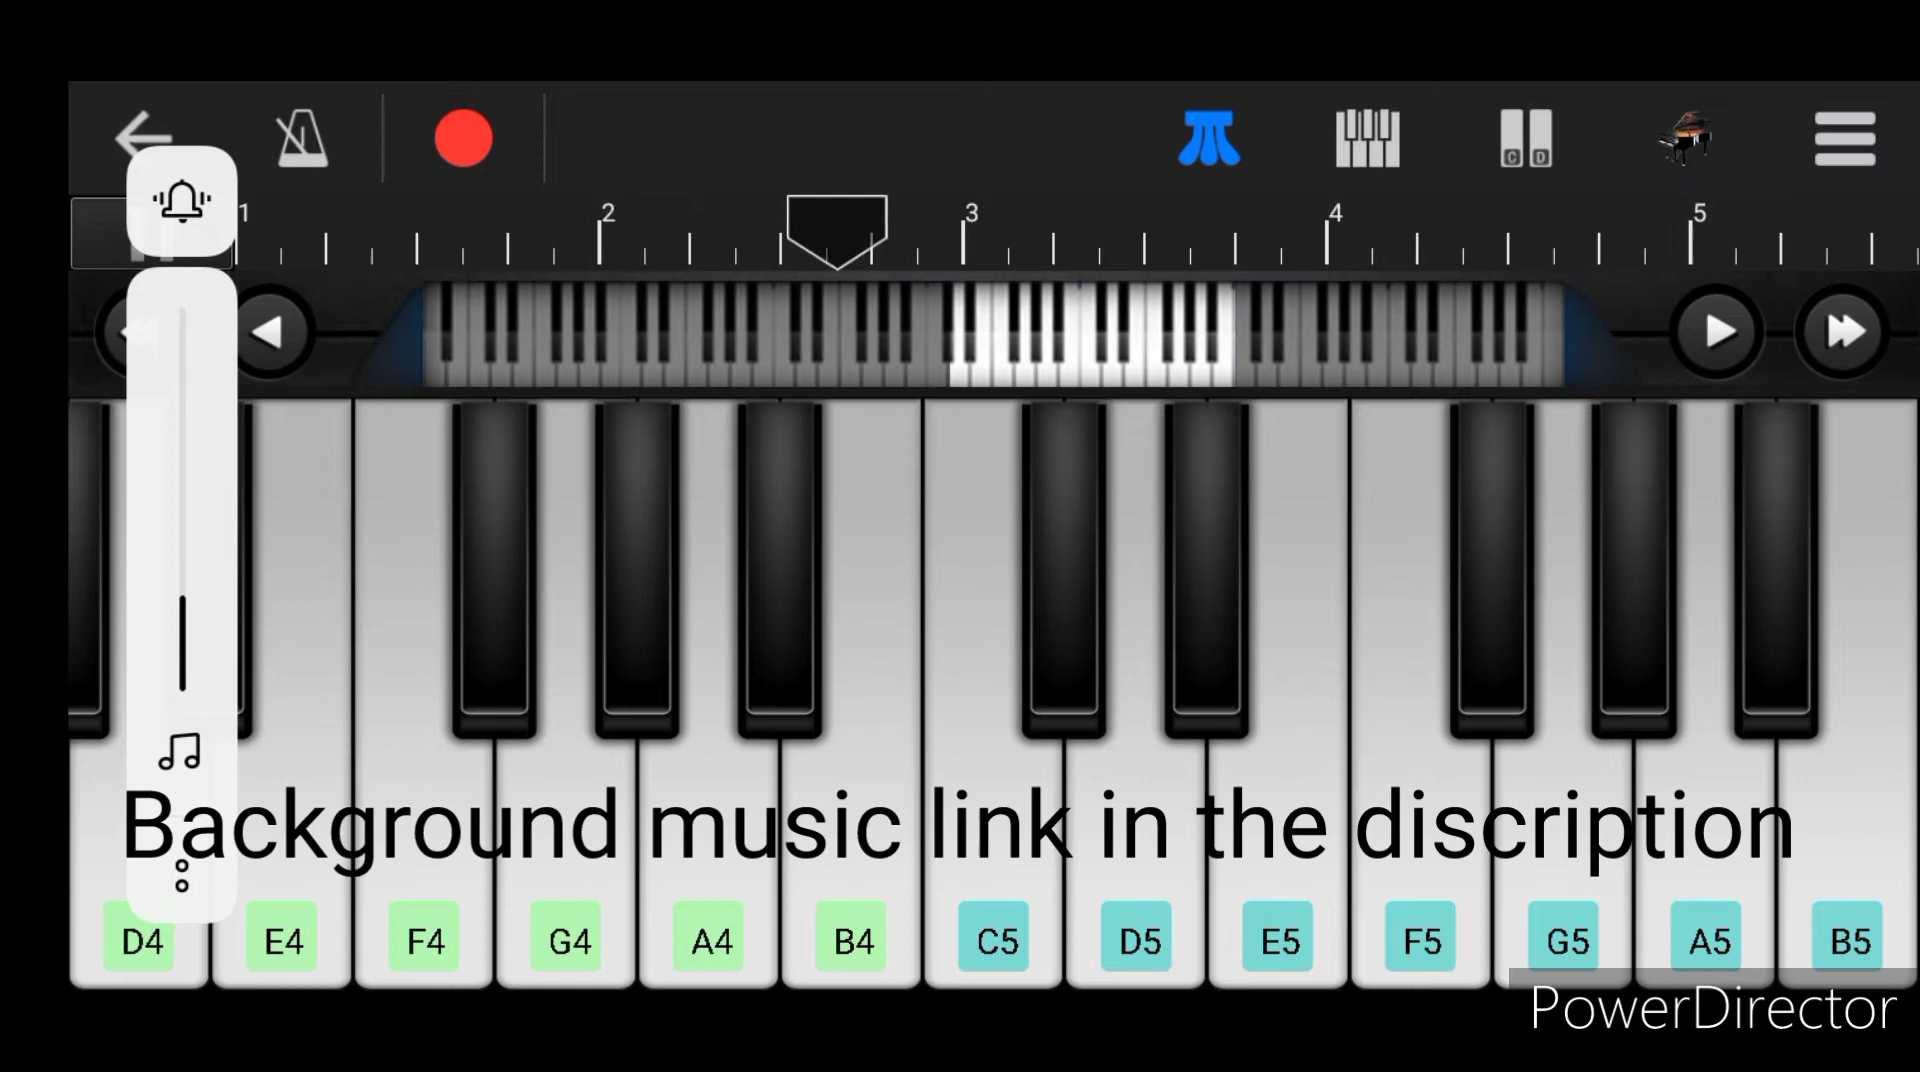 1 2 3 4 5
Background music link in the discription
D4 E4 F4 G4 A4 B4 C5 D5 E5 F5 G5 A5 B5
C D
PowerDirector